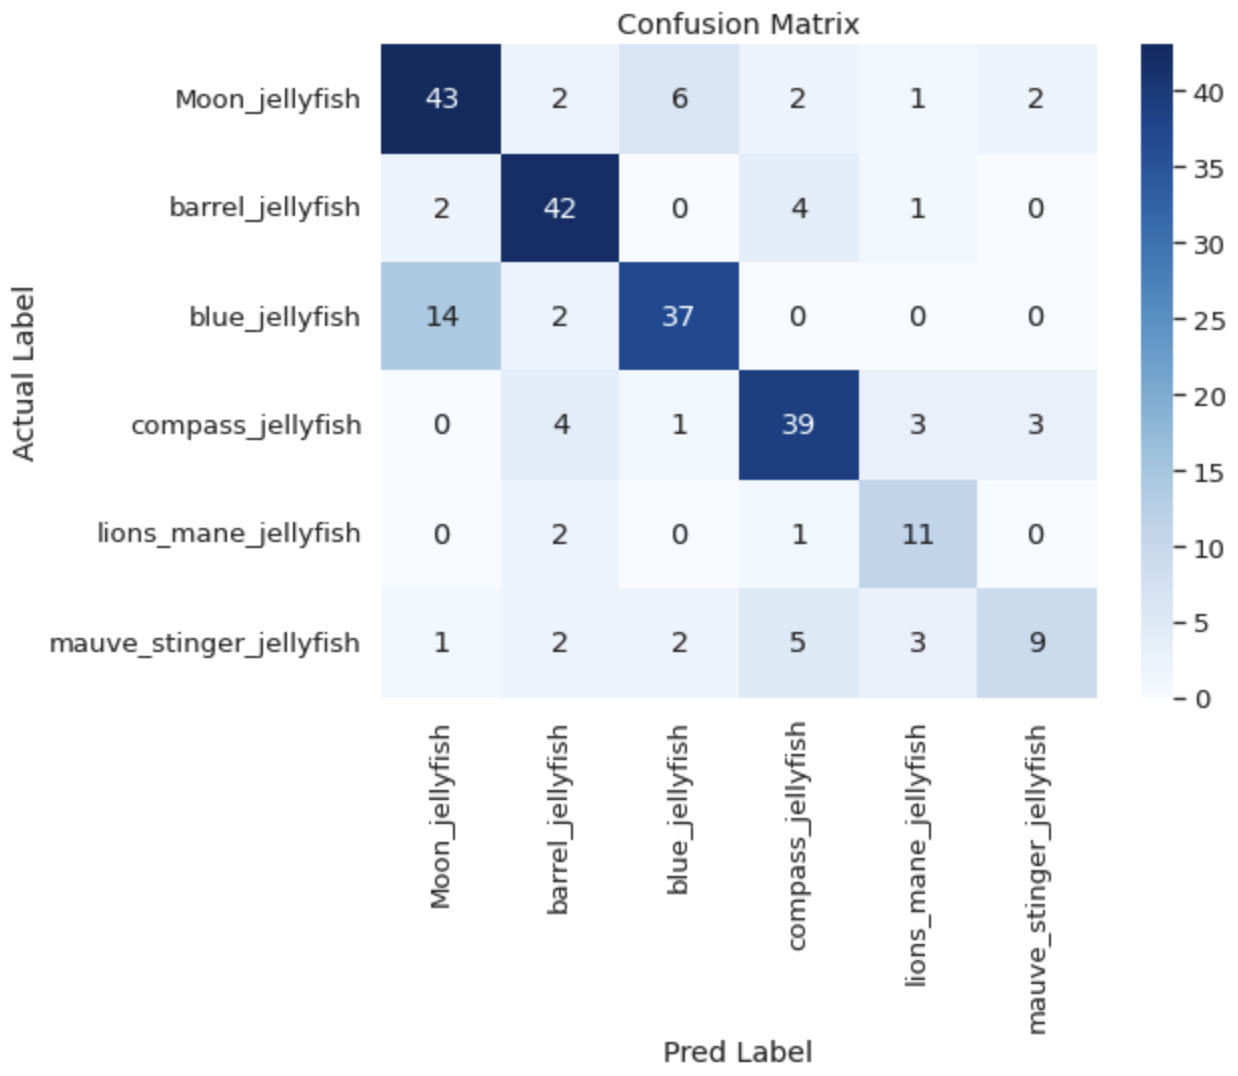 Confusion Matrix
Moon_jellyfish 43 2 6 2 1 2
barrel_jellyfish 2 42 0 4 1 0
blue_jellyfish 14 2 37 0 0 0
compass_jellyfish 0 4 1 39 3 3
lions_mane_jellyfish 0 2 0 1 11 0
mauve_stinger_jellyfish 1 2 2 5 3 9
Actual Label
Moon_jellyfish
barrel_jellyfish
blue_jellyfish
compass_jellyfish
lions_mane_jellyfish
mauve_stinger_jellyfish
Pred Label
40
35
30
25
20
15
10
5
0